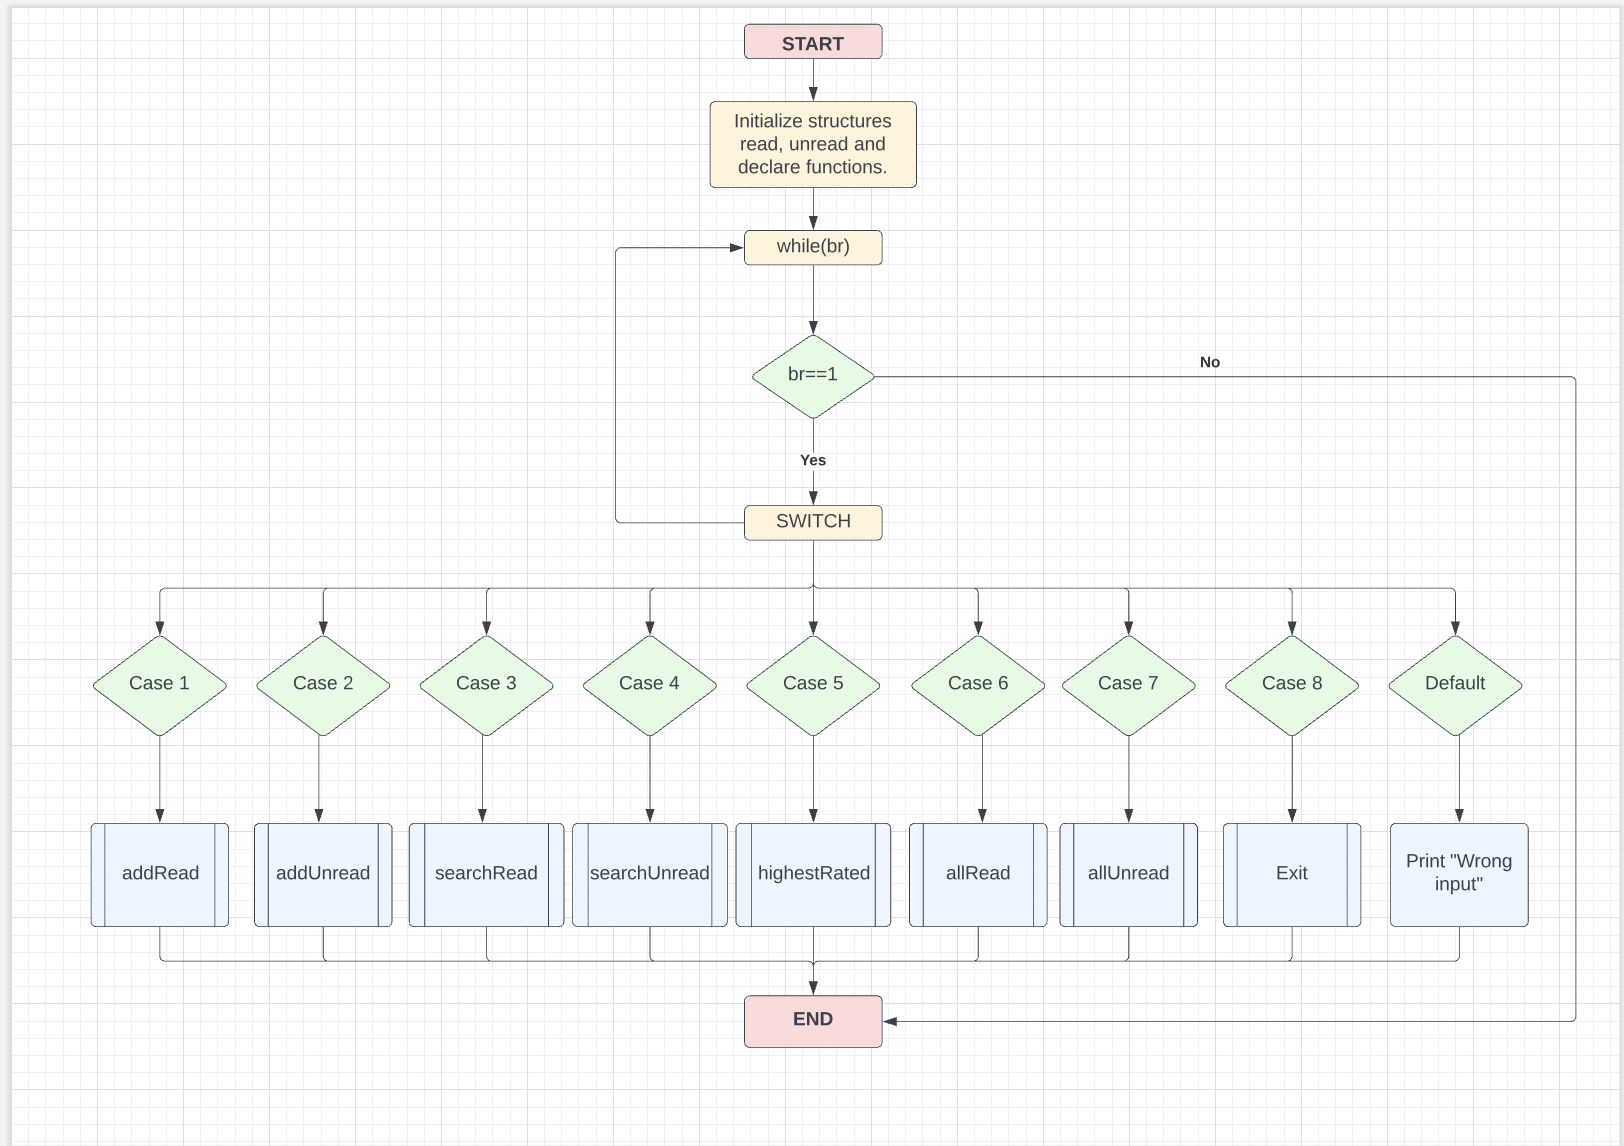 START
Initialize structures
read, unread and
declare functions.
while(br)
br==1
No
Yes
SWITCH
Case 1
Case 2
Case 3
Case 4
Case 5
Case 6
Case 7
Case 8
Default
addRead
addUnread
searchRead
searchUnread
highestRated
allRead
allUnread
Exit
Print "Wrong
input"
END